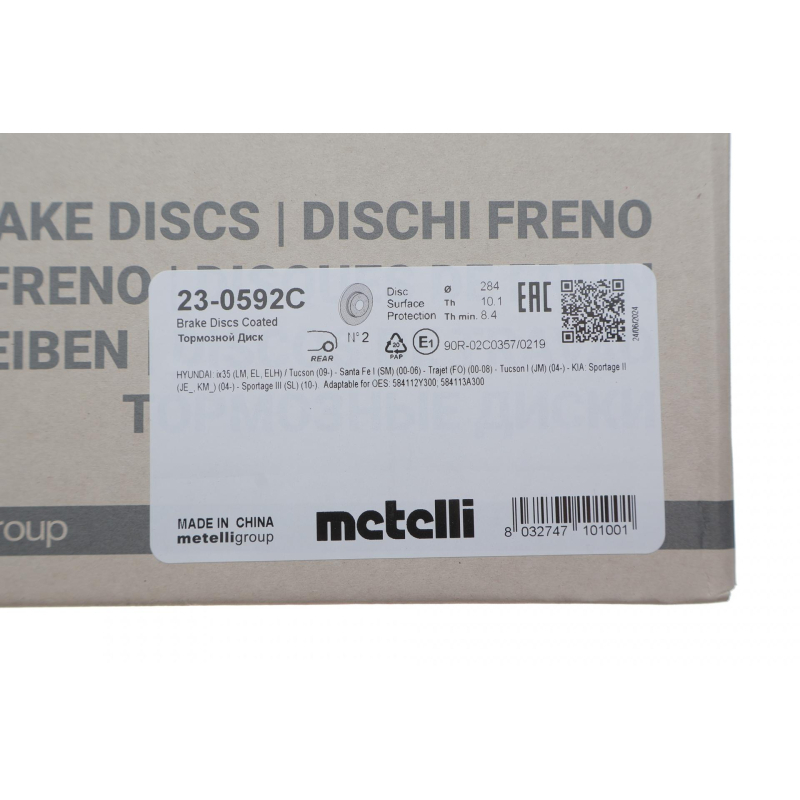 AKE DISCS | DISCHI FRENO
FRENO |
23-0592C
Brake Discs Coated
Тормозной Диск
REAR
N°2
Disc Ø 284
Surface Th 10.1
Protection Th min. 8.4
20
PAP
E1
90R-02C0357/0219
EAC
24/06/2024
HYUNDAI: ix35 (LM, EL, ELH) / Tucson (09-) - Santa Fe I (SM) (00-06) - Trajet (FO) (00-08) - Tucson I (JM) (04-) - KIA: Sportage II
(JE_, KM_) (04-) - Sportage III (SL) (10-). Adaptable for OES: 584112Y300; 584113A300
EIBEN |
MADE IN CHINA
metelligroup
metelli
8 032747 101001
roup